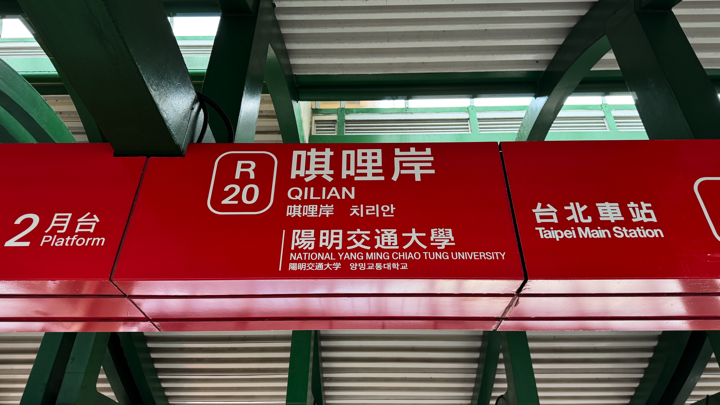 2 月台
Platform
R
20
唭哩岸
QILIAN
唭哩岸 치리안
陽明交通大學
NATIONAL YANG MING CHIAO TUNG UNIVERSITY
陽明交通大学 양밍교통대학교
台北車站
Taipei Main Station